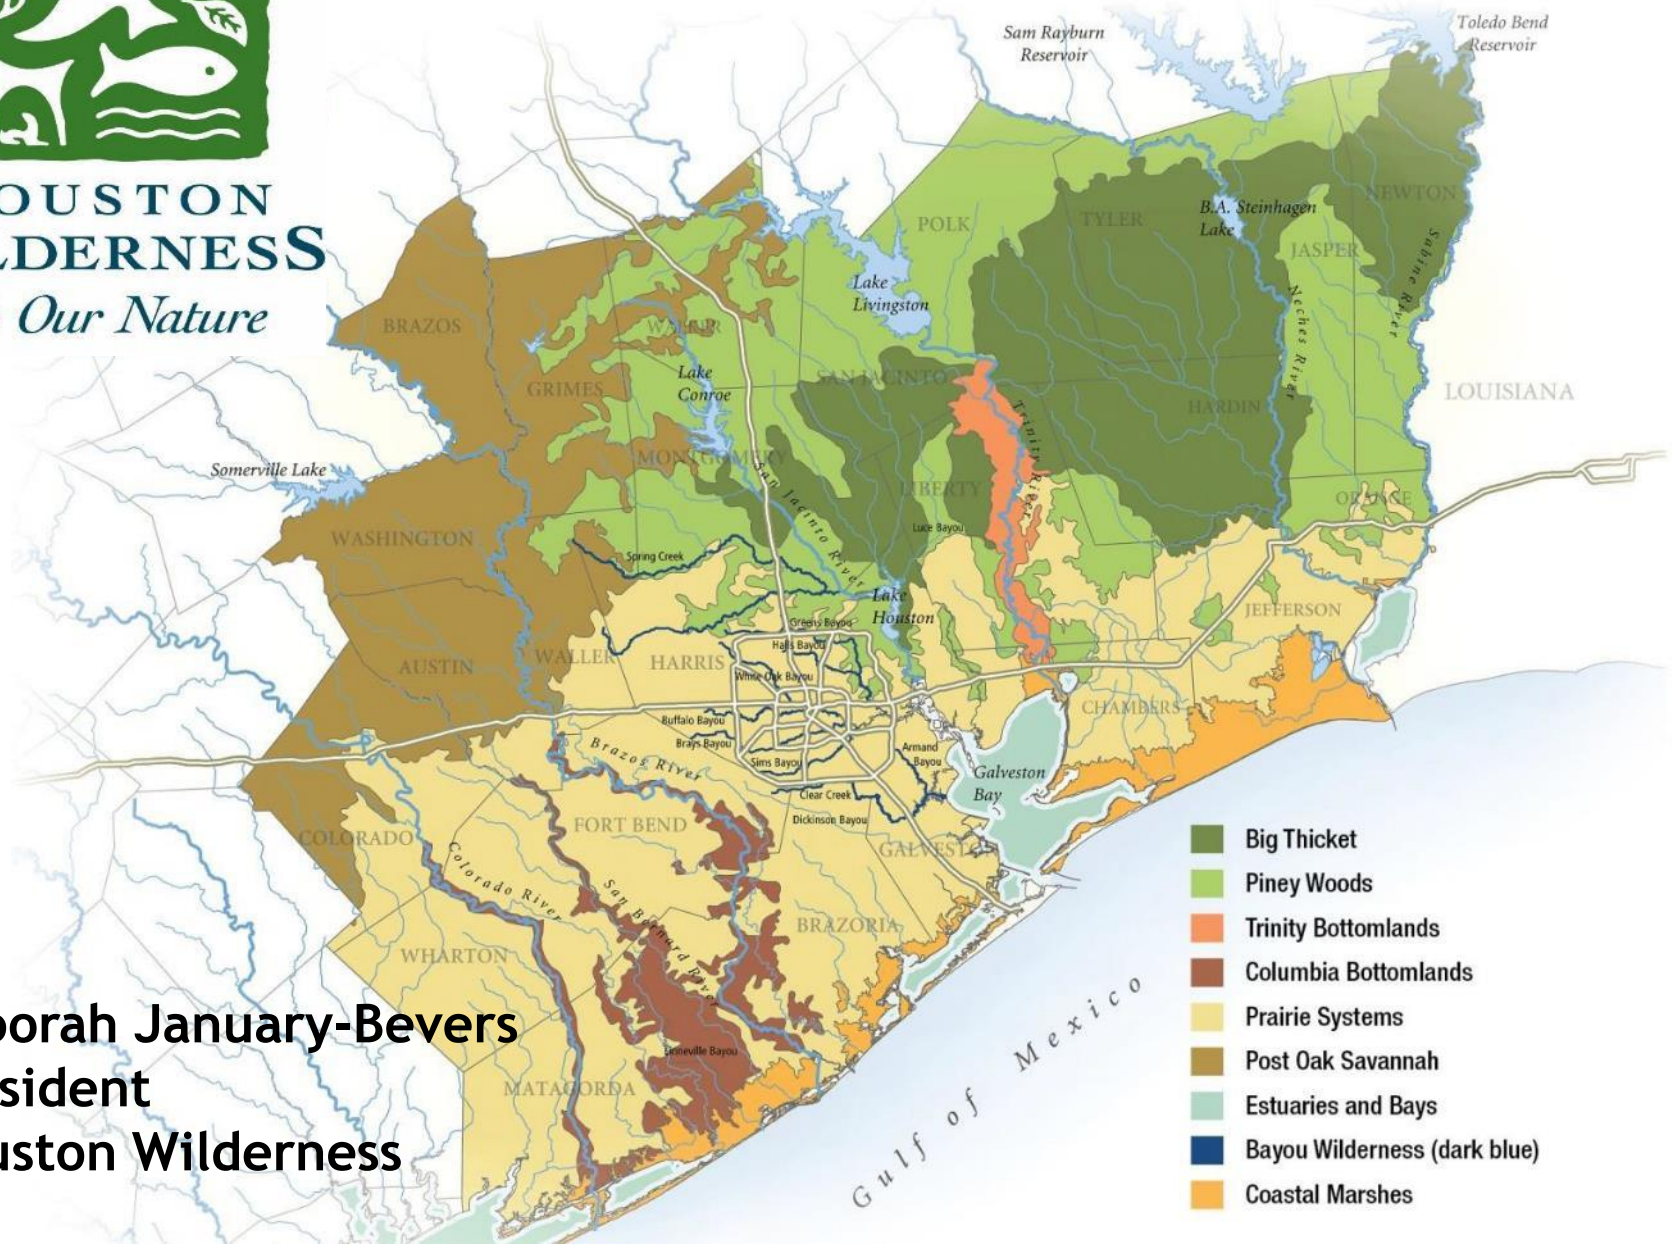 OUSTON
LDERNESS
Our Nature
Sam Rayburn
Reservoir
Toledo Bend
Reservoir
POLK
TYLER
B.A. Steinhagen
Lake
NEWTON
JASPER
Sabine River
Neches River
Lake
Livingston
BRAZOS
WALKER
GRIMES
Lake
Conroe
SAN JACINTO
HARDIN
LOUISIANA
Trinity River
Somerville Lake
MONTGOMERY
San Jacinto River
LIBERTY
ORANGE
Luce Bayou
WASHINGTON
Spring Creek
Lake
Houston
JEFFERSON
Greens Bayou
Halls Bayou
AUSTIN
WALLER
HARRIS
White Oak Bayou
CHAMBERS
Buffalo Bayou
Brays Bayou
Brazos River
Sims Bayou
Armand
Bayou
Galveston
Bay
Clear Creek
Dickinson Bayou
COLORADO
FORT BEND
GALVESTON
Colorado River
San Bernard River
BRAZORIA
WHARTON
MATAGORDA
Gulf of Mexico
Big Thicket
Piney Woods
Trinity Bottomlands
Columbia Bottomlands
Prairie Systems
Post Oak Savannah
Estuaries and Bays
Bayou Wilderness (dark blue)
Coastal Marshes
borah January-Bevers
sident
uston Wilderness